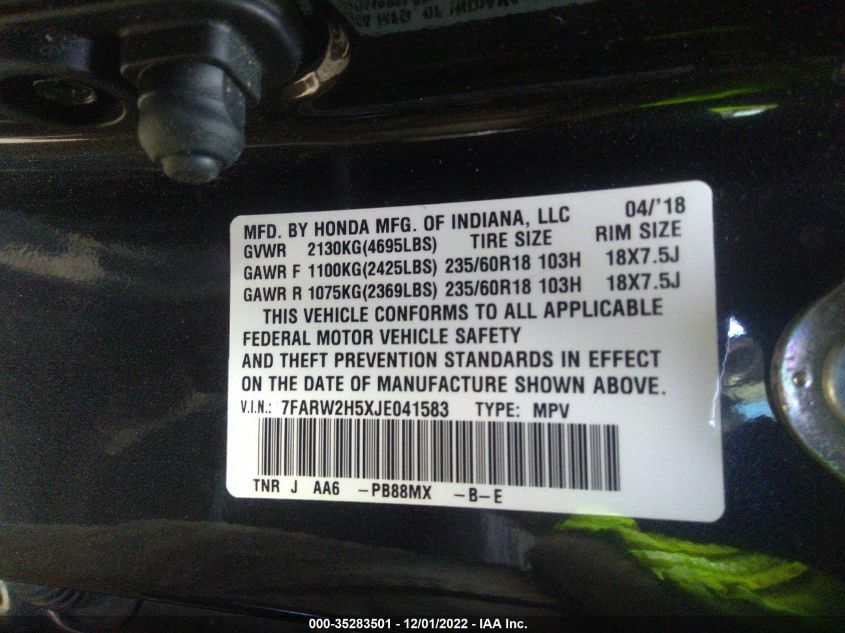 OF INDIANA
MFD. BY HONDA MFG. OF INDIANA, LLC 04/'18
GVWR 2130KG(4695LBS) TIRE SIZE RIM SIZE
GAWR F 1100KG(2425LBS) 235/60R18 103H 18X7.5J
GAWR R 1075KG(2369LBS) 235/60R18 103H 18X7.5J
THIS VEHICLE CONFORMS TO ALL APPLICABLE
FEDERAL MOTOR VEHICLE SAFETY
AND THEFT PREVENTION STANDARDS IN EFFECT
ON THE DATE OF MANUFACTURE SHOWN ABOVE.
V.I.N.: 7FARW2H5XJE041583 TYPE: MPV
TNR J AA6 -PB88MX -B-E
000-35283501 - 12/01/2022 - IAA Inc.